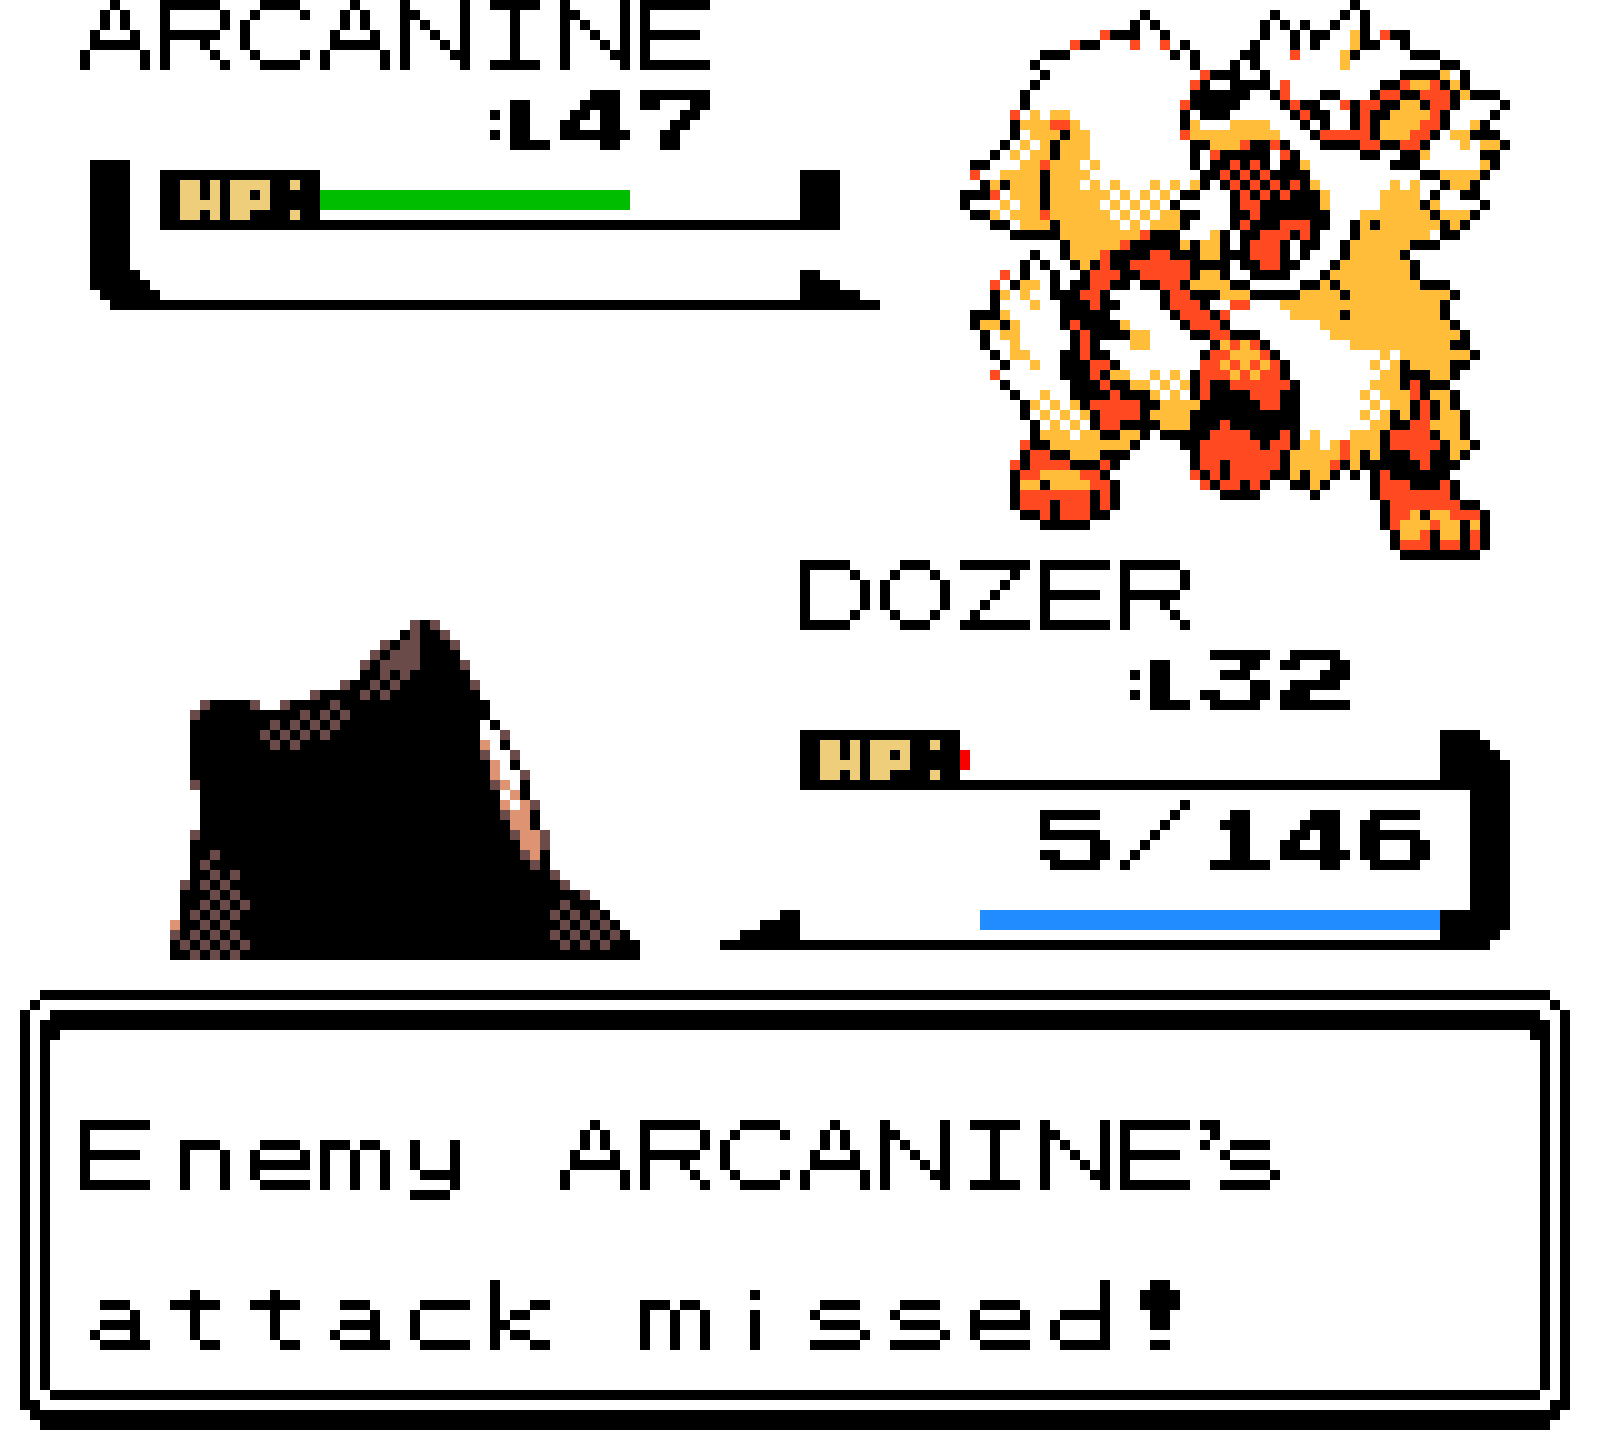 ARCANINE
:L47
HP:
DOZER
:L32
HP:
5/146
Enemy ARCANINE's
attack missed!